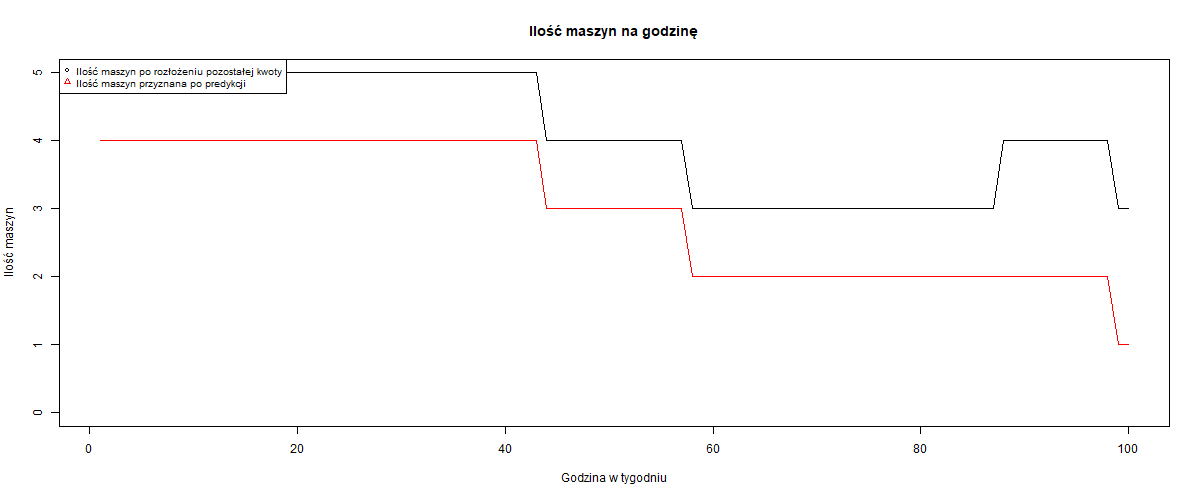 Ilość maszyn na godzinę
Ilość maszyn po rozłożeniu pozostałej kwoty
Ilość maszyn przyznana po predykcji
Ilość maszyn
5
4
3
2
1
0
0 20 40 60 80 100
Godzina w tygodniu